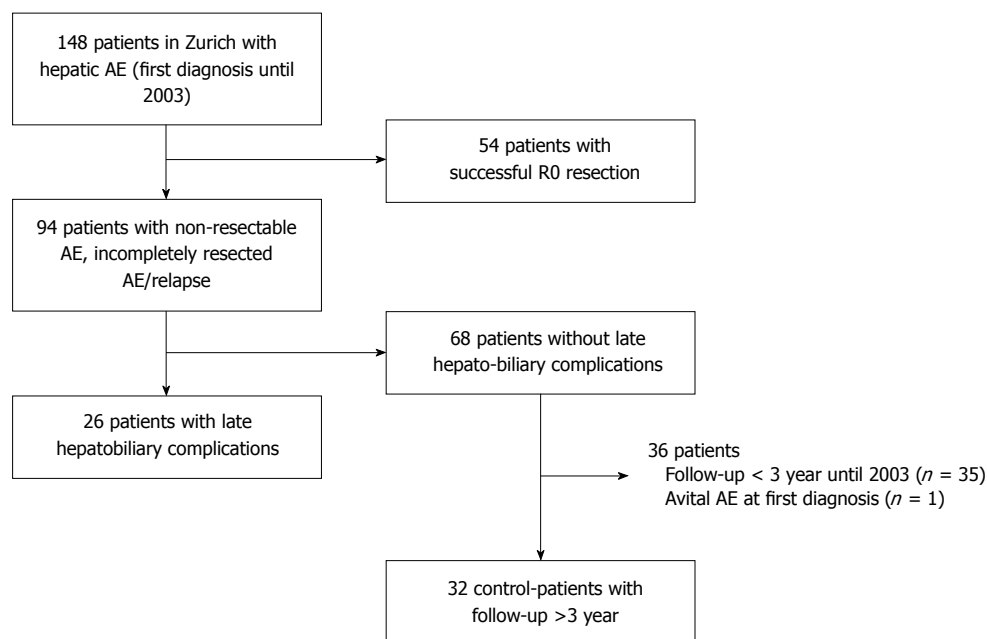 148 patients in Zurich with
hepatic AE (first diagnosis until
2003)
54 patients with
successful R0 resection
94 patients with non-resectable
AE, incompletely resected
AE/relapse
68 patients without late
hepato-biliary complications
26 patients with late
hepatobiliary complications
36 patients
Follow-up < 3 year until 2003 (n = 35)
Avital AE at first diagnosis (n = 1)
32 control-patients with
follow-up >3 year